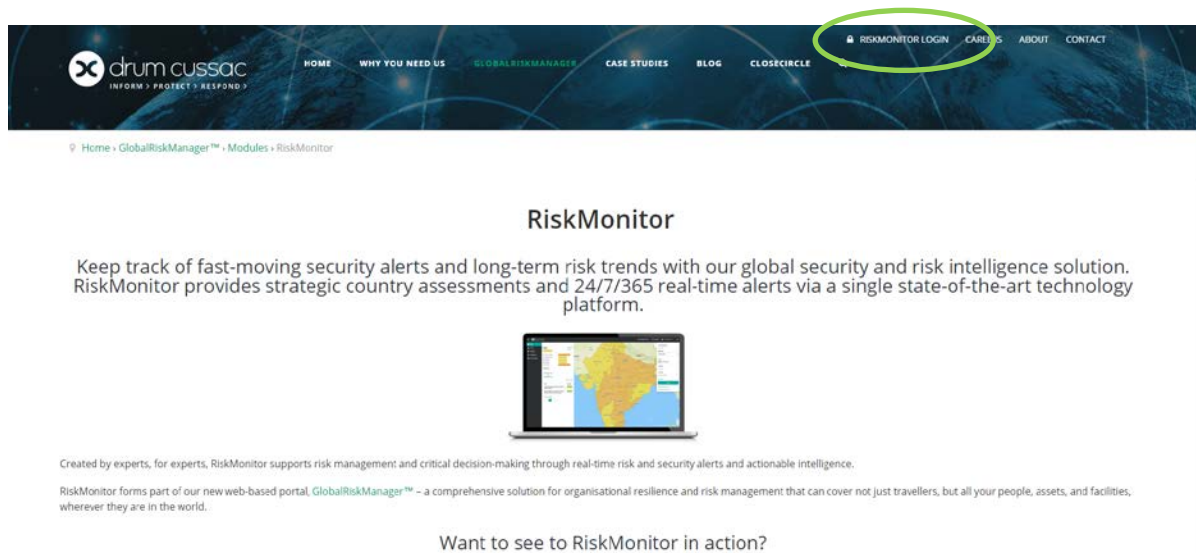 RISKMONITOR LOGIN CAREERS ABOUT CONTACT
drum cussac
INFORM > PROTECT > RESPOND >
HOME WHY YOU NEED US GLOBALRISKMANAGER CASE STUDIES BLOG CLOSECIRCLE
Home › GlobalRiskManager™ › Modules › RiskMonitor
RiskMonitor
Keep track of fast-moving security alerts and long-term risk trends with our global security and risk intelligence solution.
RiskMonitor provides strategic country assessments and 24/7/365 real-time alerts via a single state-of-the-art technology
platform.
Created by experts, for experts, RiskMonitor supports risk management and critical decision-making through real-time risk and security alerts and actionable intelligence.
RiskMonitor forms part of our new web-based portal, GlobalRiskManager™ – a comprehensive solution for organisational resilience and risk management that can cover not just travellers, but all your people, assets, and facilities,
wherever they are in the world.
Want to see to RiskMonitor in action?